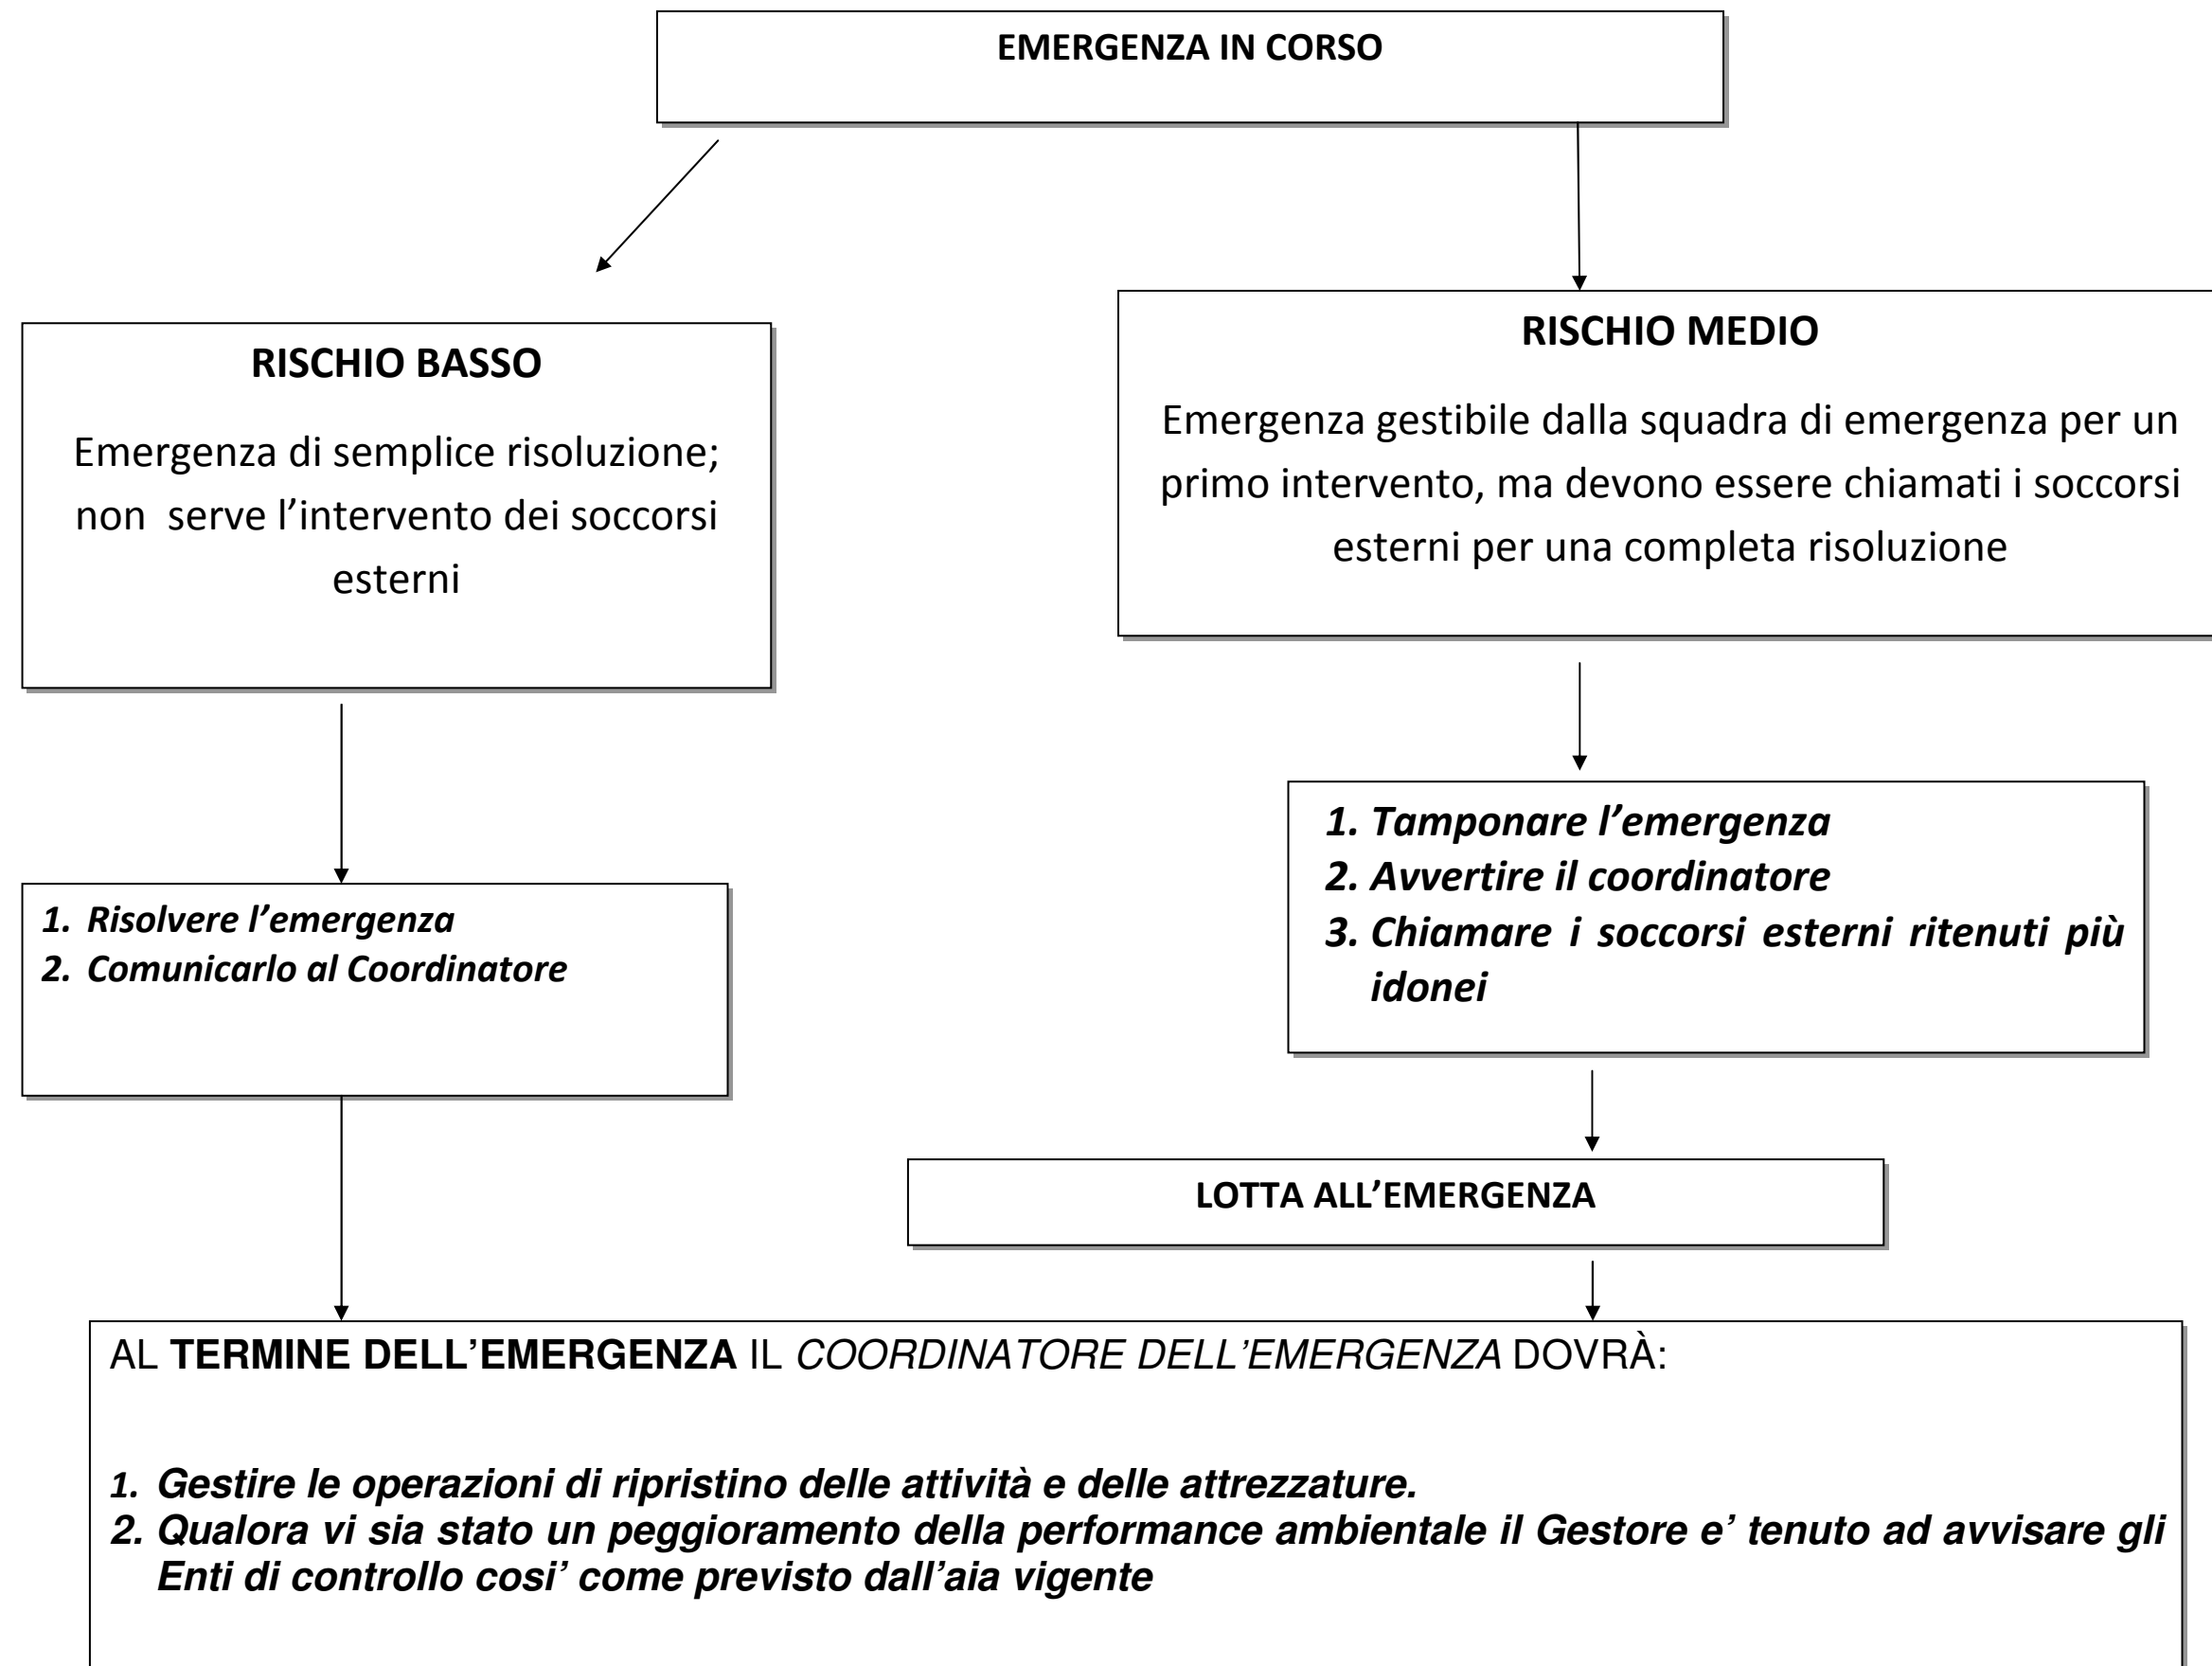 EMERGENZA IN CORSO
RISCHIO BASSO
Emergenza di semplice risoluzione;
non  serve l’intervento dei soccorsi
esterni
RISCHIO MEDIO
Emergenza gestibile dalla squadra di emergenza per un
primo intervento, ma devono essere chiamati i soccorsi
esterni per una completa risoluzione
1. Risolvere l’emergenza
2. Comunicarlo al Coordinatore
1. Tamponare l’emergenza
2. Avvertire il coordinatore
3. Chiamare i soccorsi esterni ritenuti più
idonei
LOTTA ALL’EMERGENZA
AL TERMINE DELL’EMERGENZA IL COORDINATORE DELL’EMERGENZA DOVRÀ:
1. Gestire le operazioni di ripristino delle attività e delle attrezzature.
2. Qualora vi sia stato un peggioramento della performance ambientale il Gestore e’ tenuto ad avvisare gli
Enti di controllo cosi’ come previsto dall’aia vigente